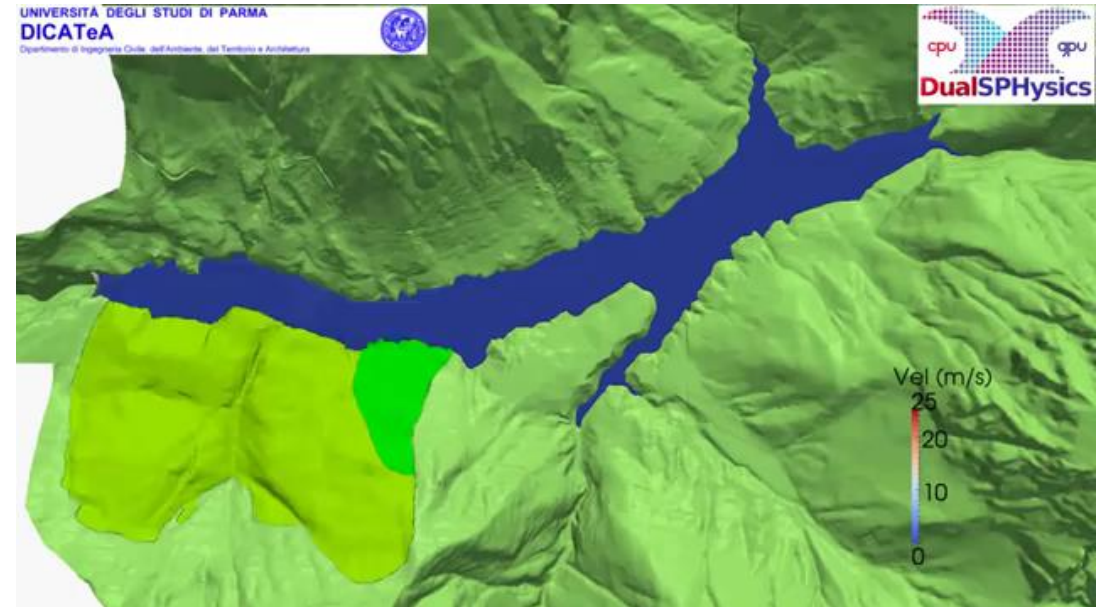 UNIVERSITÀ DEGLI STUDI DI PARMA
DICATeA
Dipartimento di Ingegneria Civile, dell'Ambiente, del Territorio e Architettura
cpu gpu
DualSPHysics
Vel (m/s)
25
20
10
0